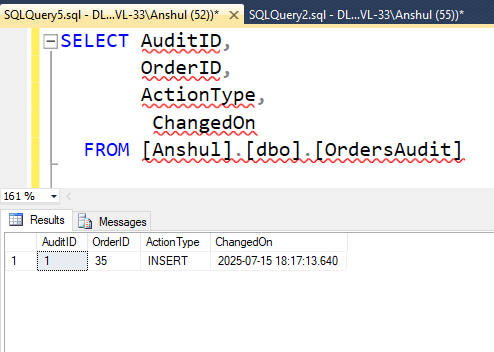 SQLQuery5.sql - DL...VL-33\Anshul (52))* SQLQuery2.sql - DL...VL-33\Anshul (55))*
SELECT AuditID,
OrderID,
ActionType,
ChangedOn
FROM [Anshul].[dbo].[OrdersAudit]
161 %
Results Messages
AuditID OrderID ActionType ChangedOn
1 1 35 INSERT 2025-07-15 18:17:13.640